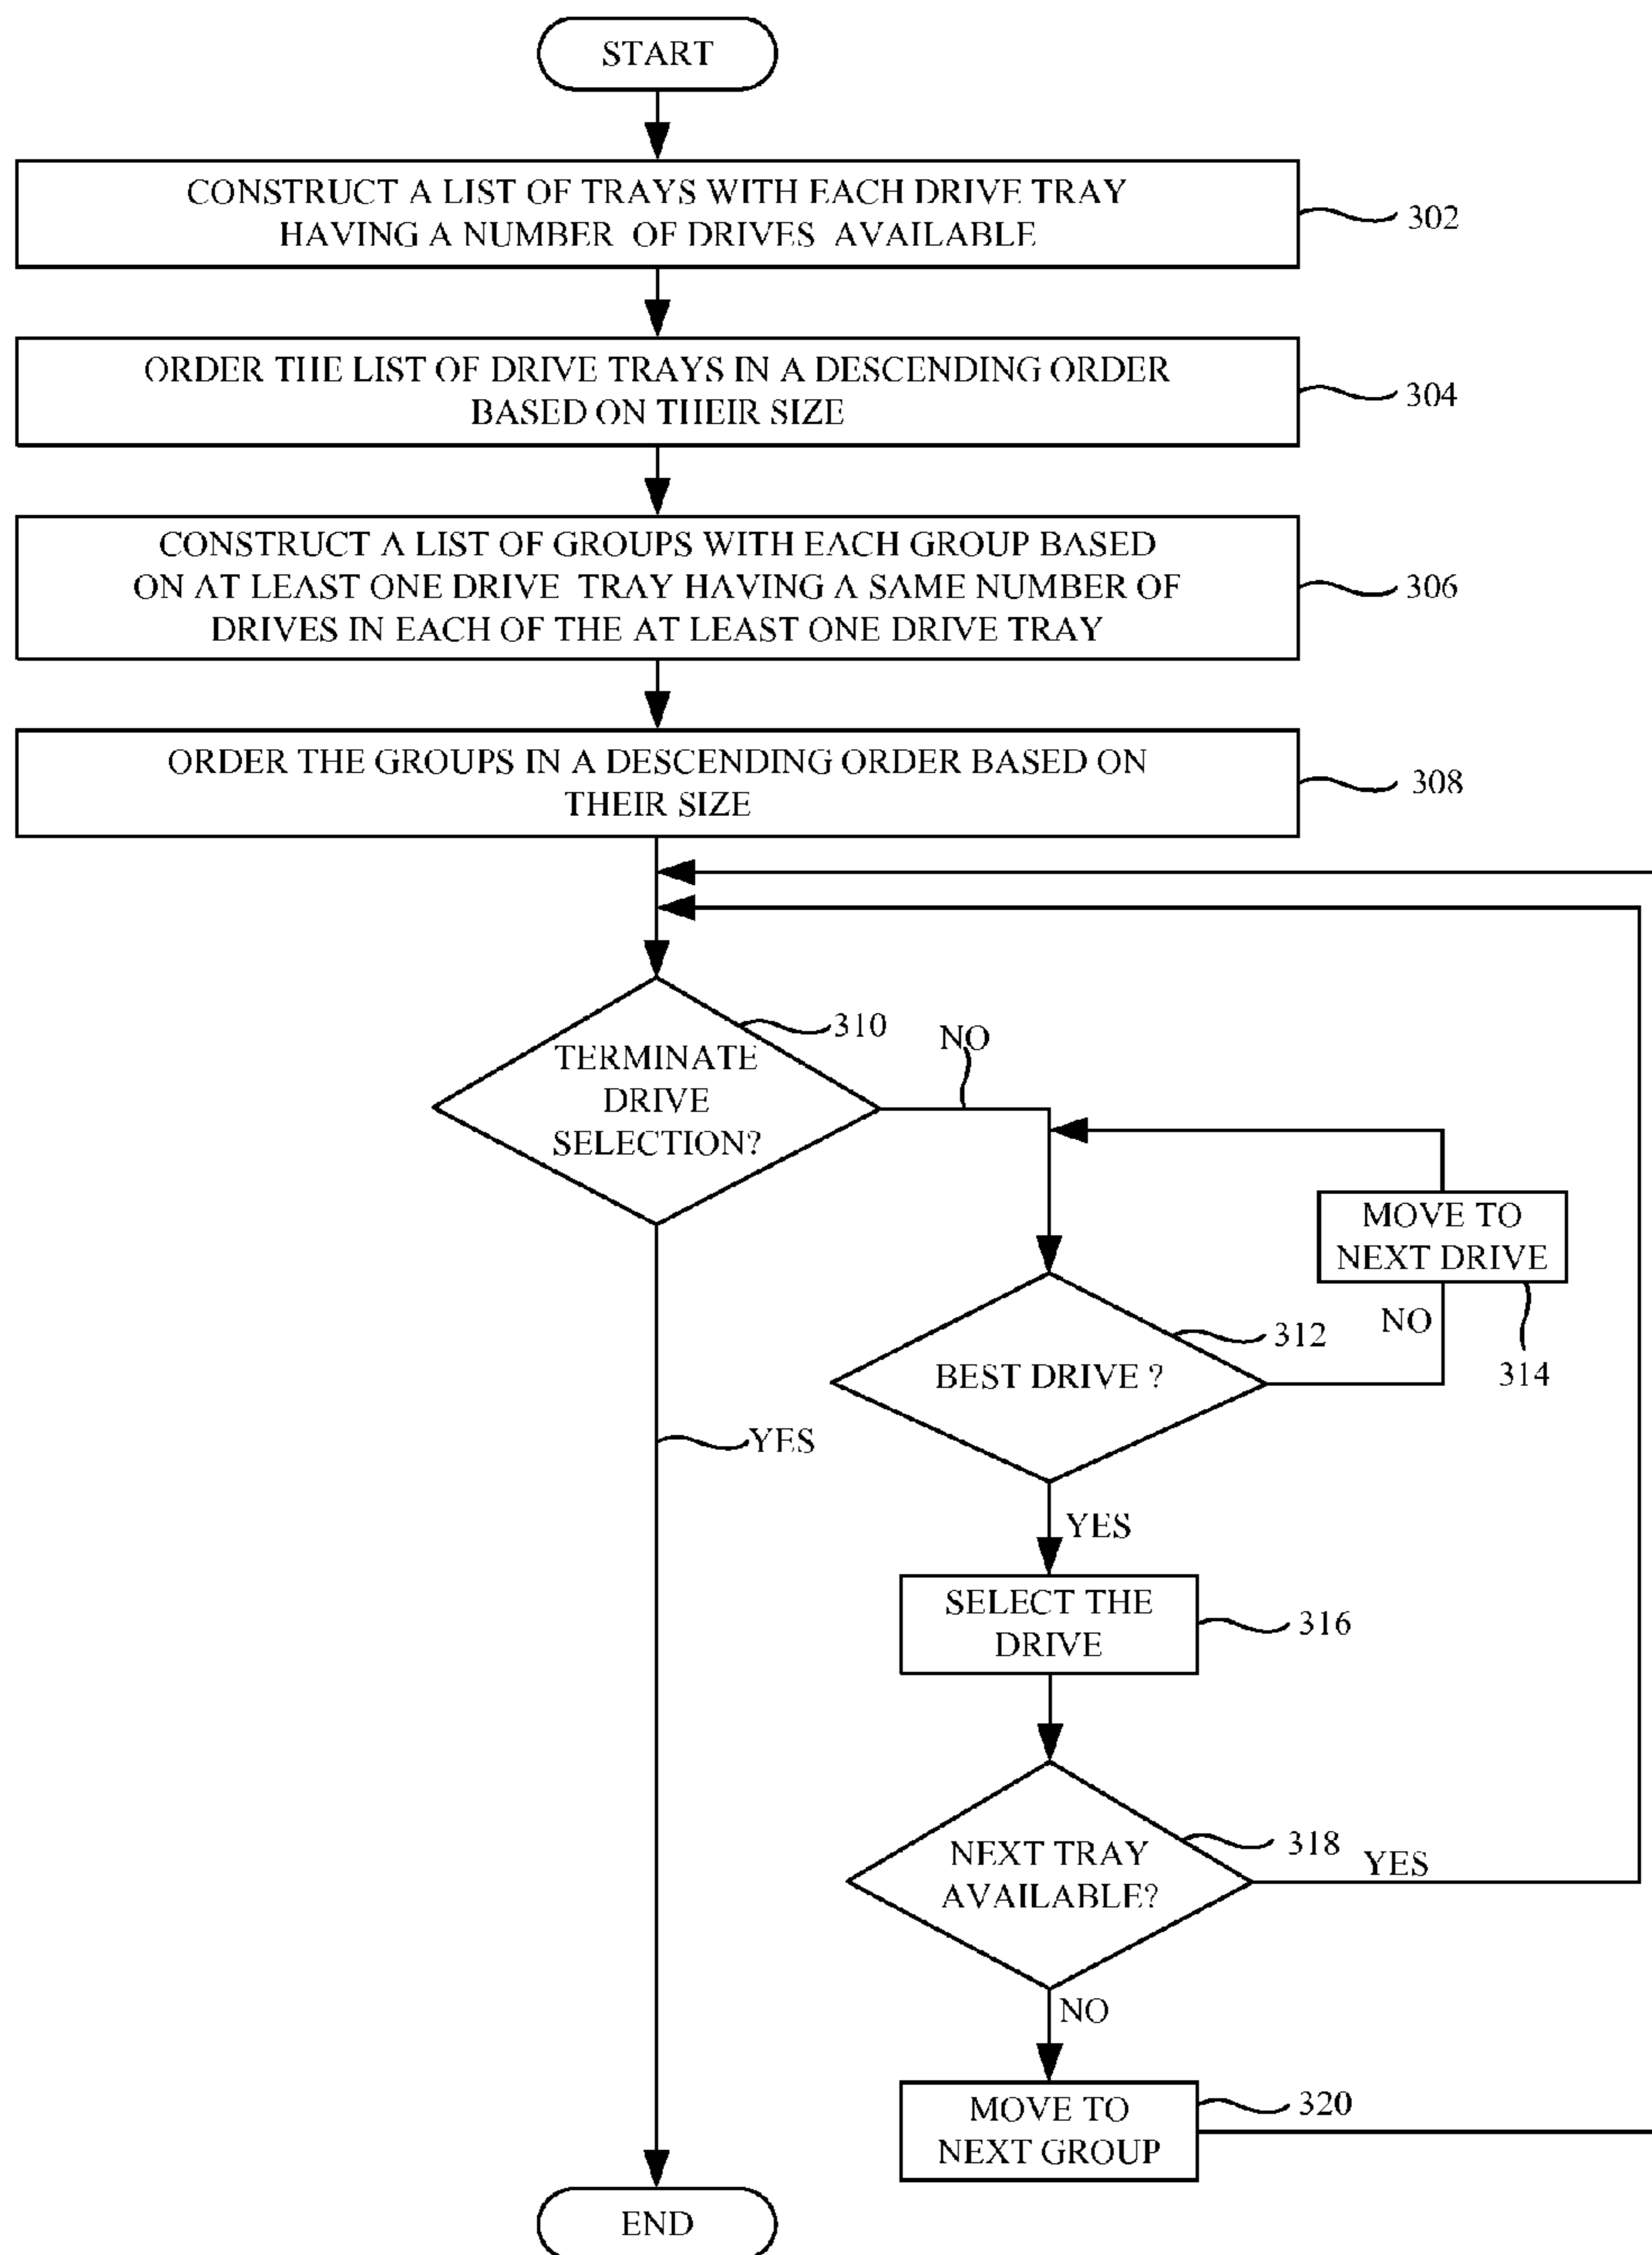 START
CONSTRUCT A LIST OF TRAYS WITH EACH DRIVE TRAY
HAVING A NUMBER OF DRIVES AVAILABLE
302
ORDER THE LIST OF DRIVE TRAYS IN A DESCENDING ORDER
BASED ON THEIR SIZE
304
CONSTRUCT A LIST OF GROUPS WITH EACH GROUP BASED
ON AT LEAST ONE DRIVE TRAY HAVING A SAME NUMBER OF
DRIVES IN EACH OF THE AT LEAST ONE DRIVE TRAY
306
ORDER THE GROUPS IN A DESCENDING ORDER BASED ON
THEIR SIZE
308
310
NO
TERMINATE
DRIVE
SELECTION?
MOVE TO
NEXT DRIVE
NO
314
312
BEST DRIVE ?
YES
YES
SELECT THE
DRIVE
316
318
NEXT TRAY
AVAILABLE?
YES
NO
MOVE TO
NEXT GROUP
320
END